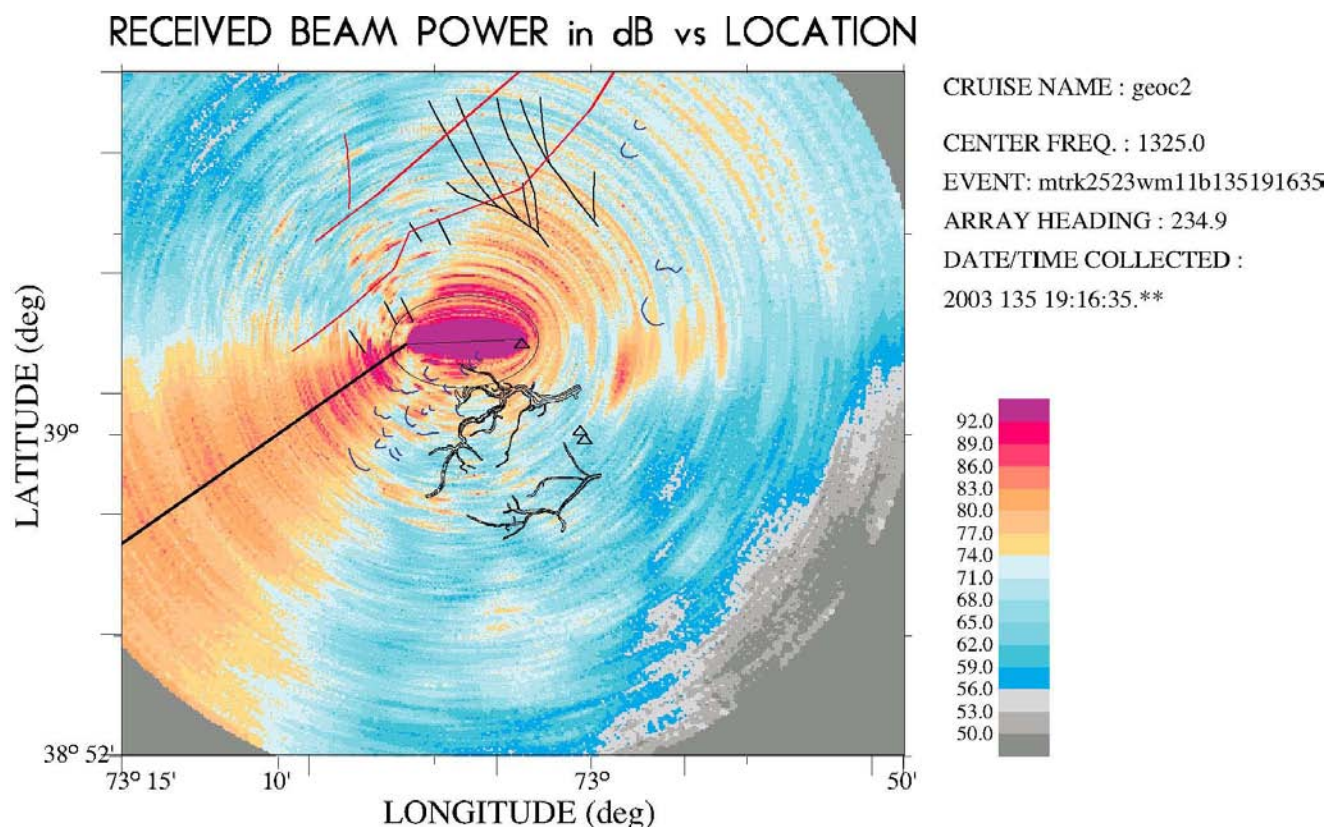 RECEIVED BEAM POWER in dB vs LOCATION
CRUISE NAME : geoc2
CENTER FREQ. : 1325.0
EVENT: mtrk2523wm11b135191635
ARRAY HEADING : 234.9
DATE/TIME COLLECTED :
2003 135 19:16:35.**
LATITUDE (deg)
39°
38° 52'
92.0
89.0
86.0
83.0
80.0
77.0
74.0
71.0
68.0
65.0
62.0
59.0
56.0
53.0
50.0
73° 15' 10' 73° 50'
LONGITUDE (deg)